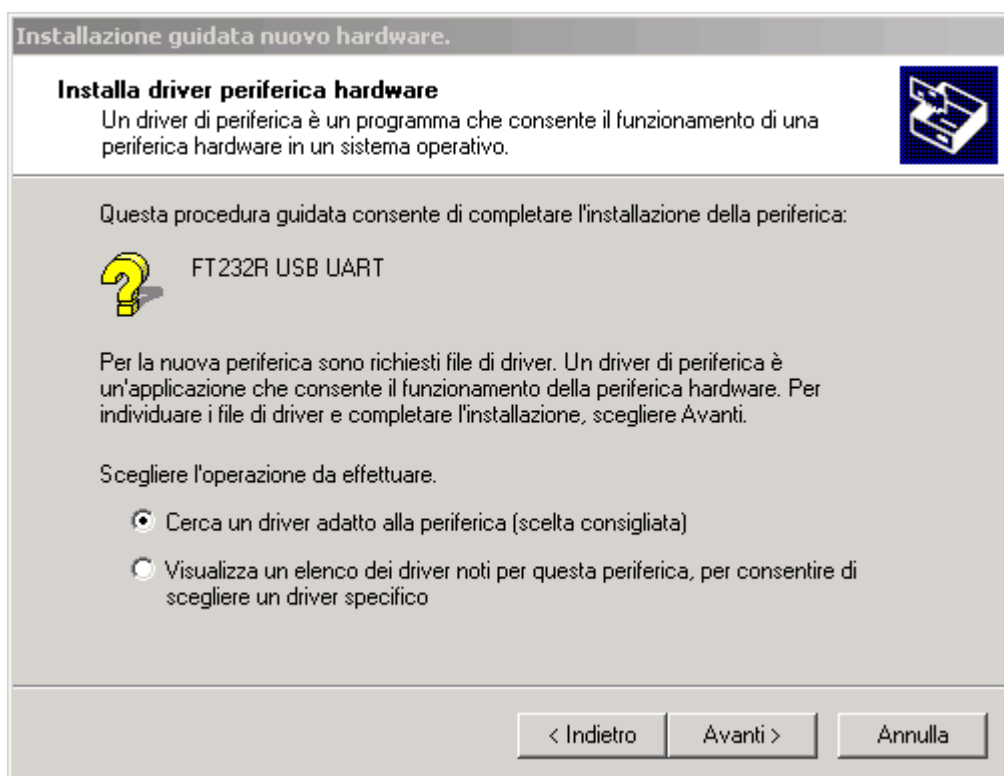 Installazione guidata nuovo hardware.
Installa driver periferica hardware
Un driver di periferica è un programma che consente il funzionamento di una
periferica hardware in un sistema operativo.
Questa procedura guidata consente di completare l'installazione della periferica:
FT232R USB UART
Per la nuova periferica sono richiesti file di driver. Un driver di periferica è
un'applicazione che consente il funzionamento della periferica hardware. Per
individuare i file di driver e completare l'installazione, scegliere Avanti.
Scegliere l'operazione da effettuare.
Cerca un driver adatto alla periferica (scelta consigliata)
Visualizza un elenco dei driver noti per questa periferica, per consentire di
scegliere un driver specifico
< Indietro Avanti > Annulla